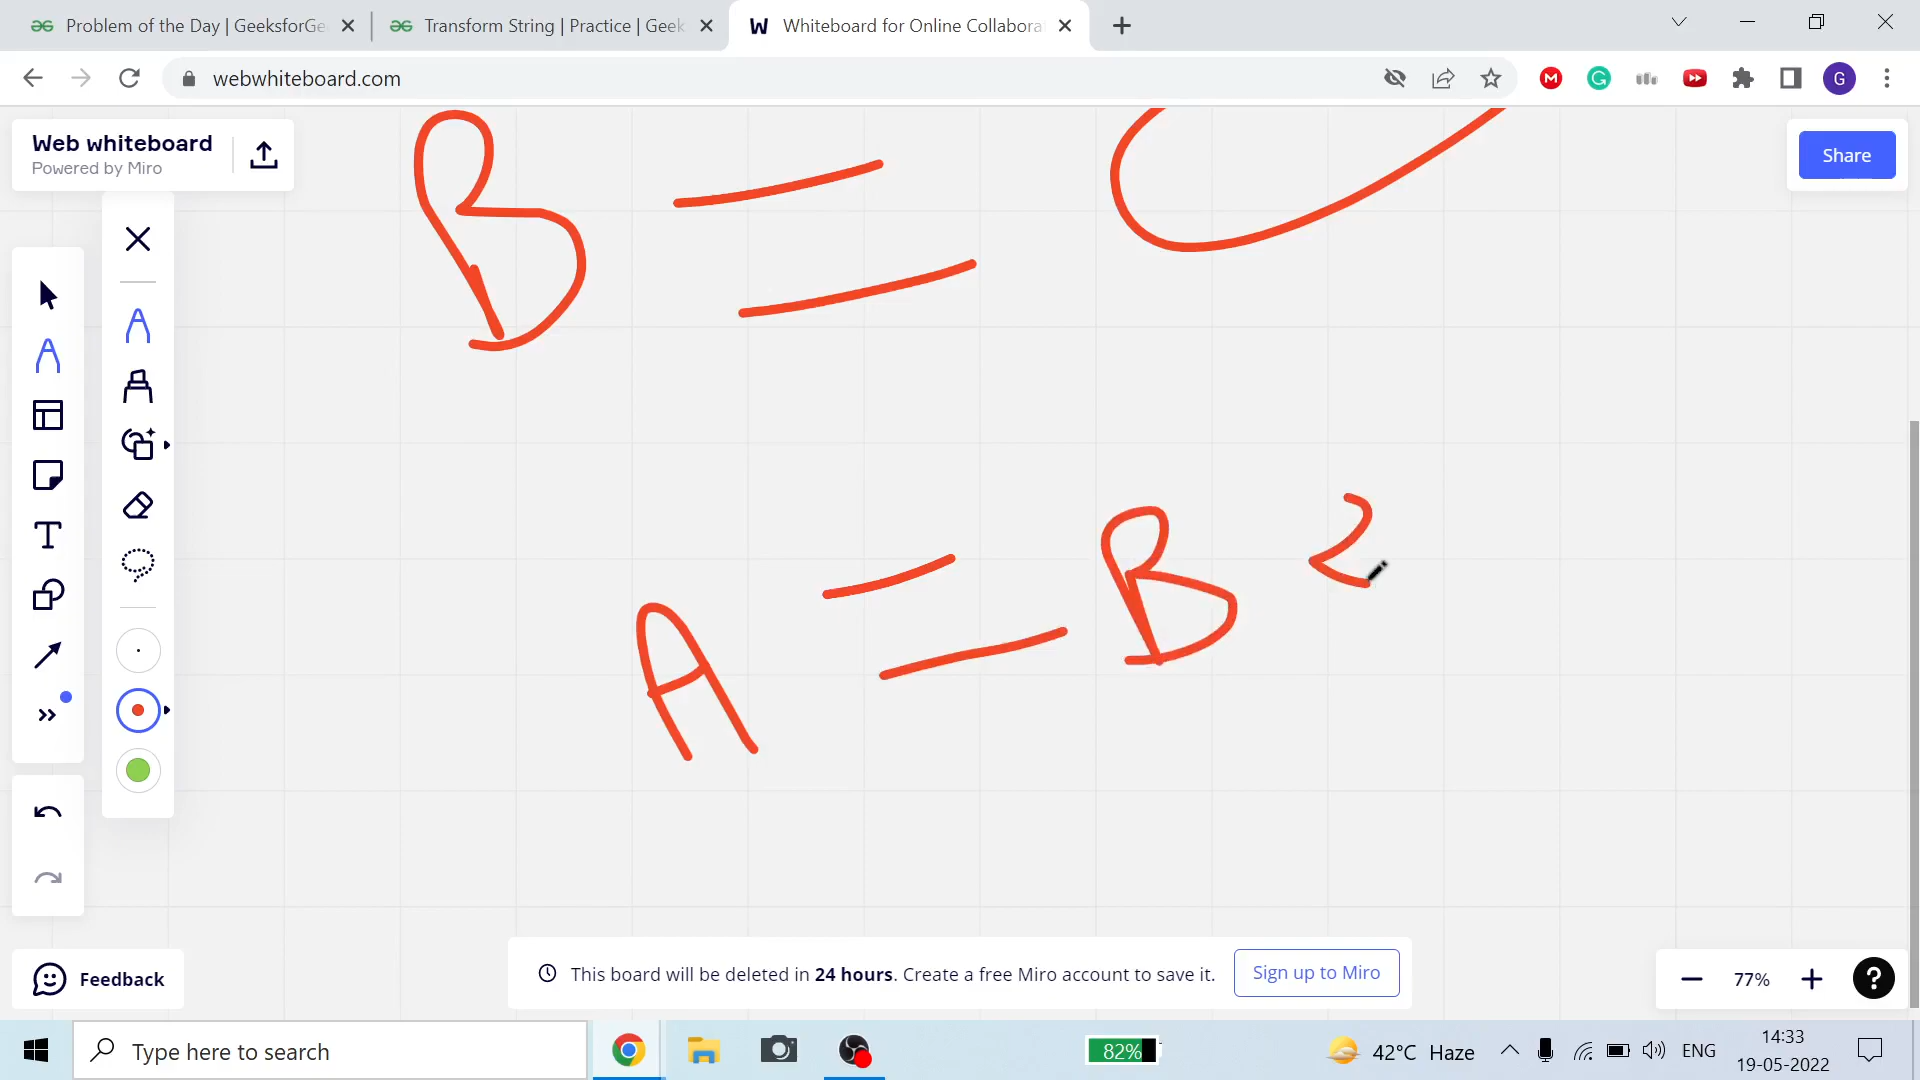 Problem of the Day | GeeksforGe
Transform String | Practice | Geek
Whiteboard for Online Collabora
webwhiteboard.com
G
Web whiteboard
Powered by Miro
Share
B =
A = B 2
This board will be deleted in 24 hours. Create a free Miro account to save it.
Sign up to Miro
Feedback
77%
Type here to search
82%
42°C Haze
ENG
14:33
19-05-2022